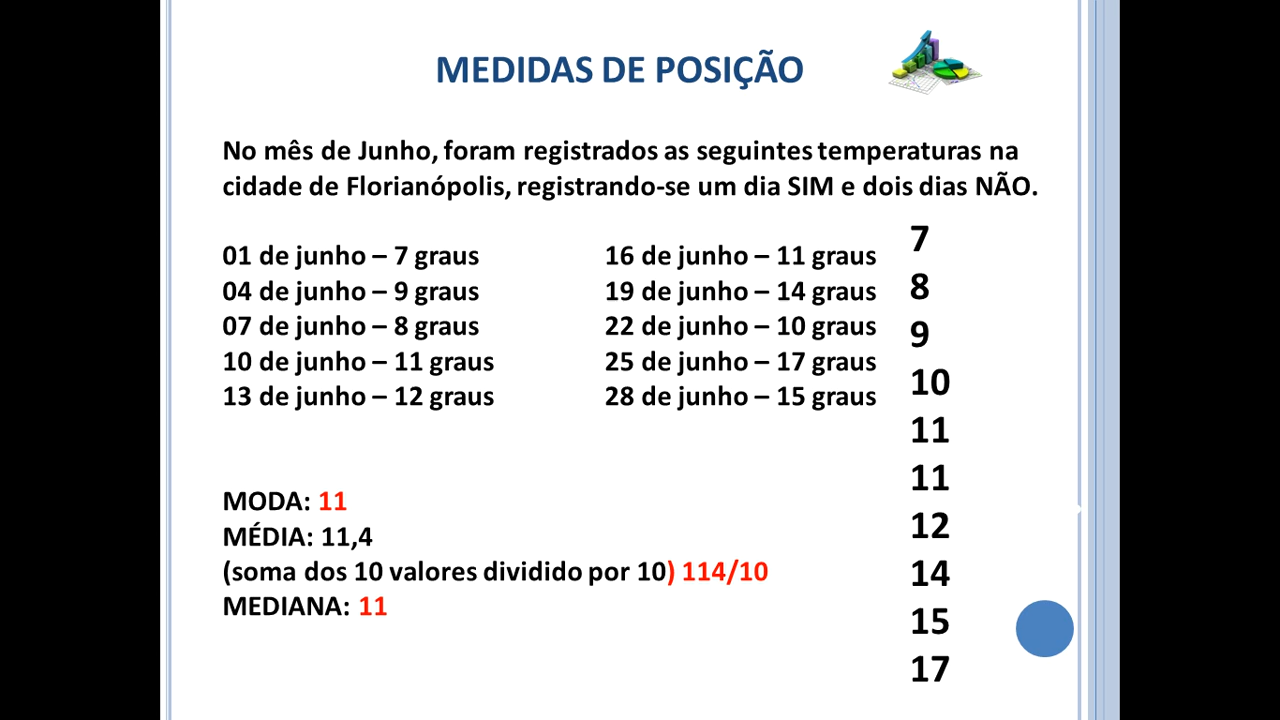 MEDIDAS DE POSIÇÃO
No mês de Junho, foram registrados as seguintes temperaturas na
cidade de Florianópolis, registrando-se um dia SIM e dois dias NÃO.
01 de junho – 7 graus
04 de junho – 9 graus
07 de junho – 8 graus
10 de junho – 11 graus
13 de junho – 12 graus
16 de junho – 11 graus
19 de junho – 14 graus
22 de junho – 10 graus
25 de junho – 17 graus
28 de junho – 15 graus
7
8
9
10
11
11
12
14
15
17
MODA: 11
MÉDIA: 11,4
(soma dos 10 valores dividido por 10) 114/10
MEDIANA: 11